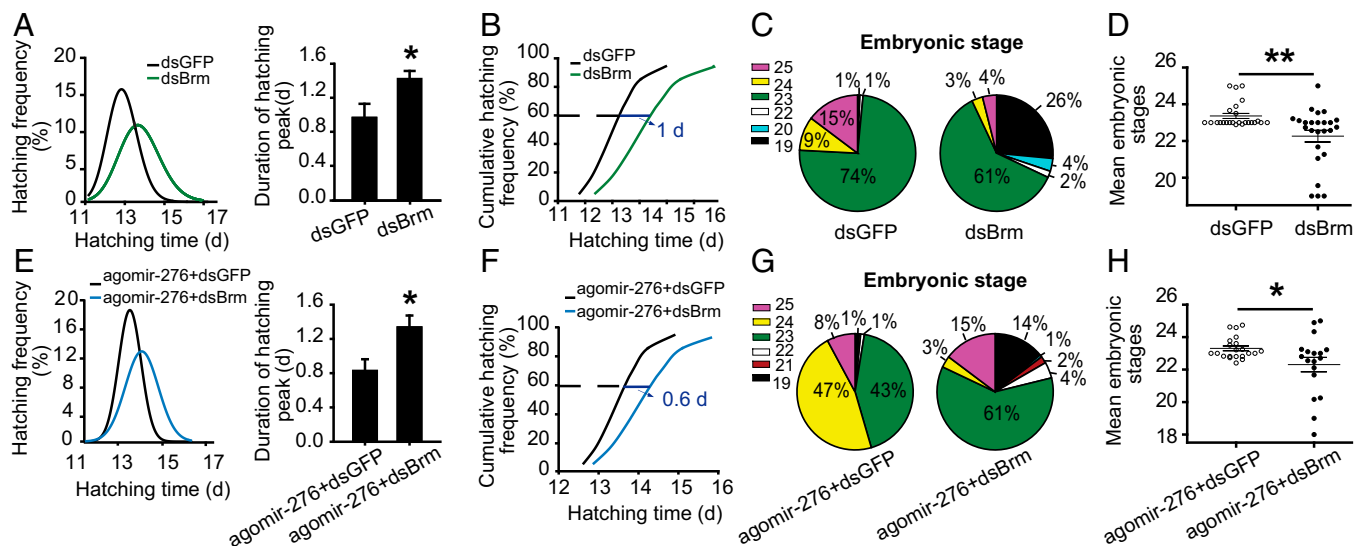 A
Hatching frequency
(%)
20
15
10
5
0
dsGFP
dsBrm
11
13
15
17
Hatching time (d)
Duration of hatching
peak(d)
1.6
1.2
0.8
0.4
0.0
*
dsGFP
dsBrm
B
Cumulative hatching
frequency (%)
100
80
60
40
20
0
dsGFP
dsBrm
1 d
11
12
13
14
15
16
Hatching time (d)
C
Embryonic stage
25
24
23
22
20
19
1%
1%
15%
9%
74%
dsGFP
3%
4%
26%
4%
2%
61%
dsBrm
D
Mean embryonic
stages
26
24
22
20
**
dsGFP
dsBrm
E
Hatching frequency
(%)
20
16
12
8
4
0
agomir-276+dsGFP
agomir-276+dsBrm
11
13
15
17
Hatching time (d)
Duration of hatching
peak (d)
1.6
1.2
0.8
0.4
0.0
*
agomir-276+dsGFP
agomir-276+dsBrm
F
Cumulative hatching
frequency (%)
100
80
60
40
20
0
agomir-276+dsGFP
agomir-276+dsBrm
0.6 d
12
13
14
15
16
Hatching time (d)
G
Embryonic stage
25
24
23
22
21
19
8%
1%
1%
47%
43%
agomir-276+dsGFP
3%
15%
14%
1%
2%
4%
61%
agomir-276+dsBrm
H
Mean embryonic
stages
26
24
22
20
18
*
agomir-276+dsGFP
agomir-276+dsBrm